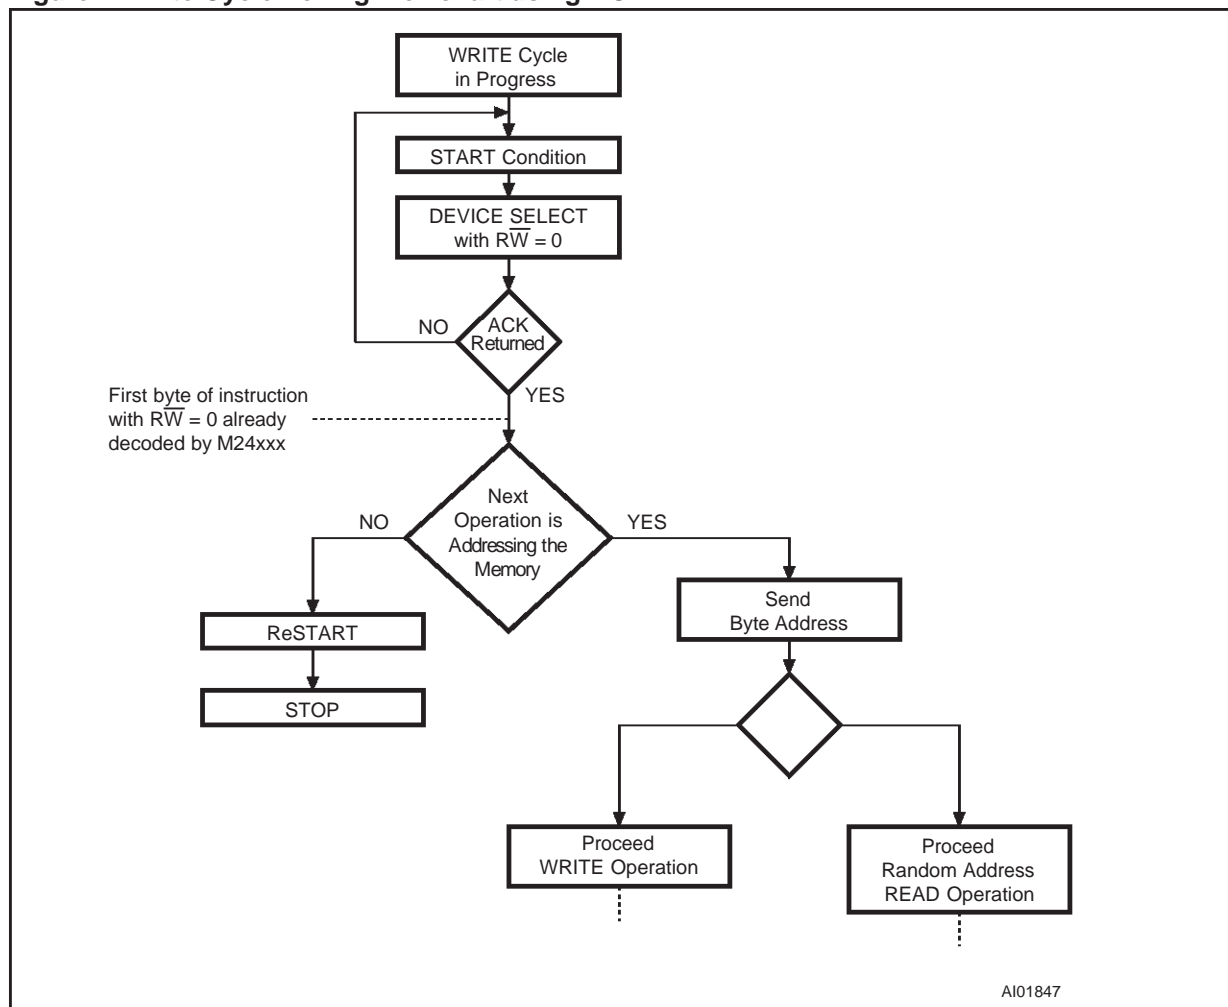 WRITE Cycle
in Progress
START Condition
DEVICE SELECT
with RW̅ = 0
ACK
Returned
NO
YES
First byte of instruction
with RW̅ = 0 already
decoded by M24xxx
Next
Operation is
Addressing the
Memory
NO
YES
ReSTART
STOP
Send
Byte Address
Proceed
WRITE Operation
Proceed
Random Address
READ Operation
AI01847